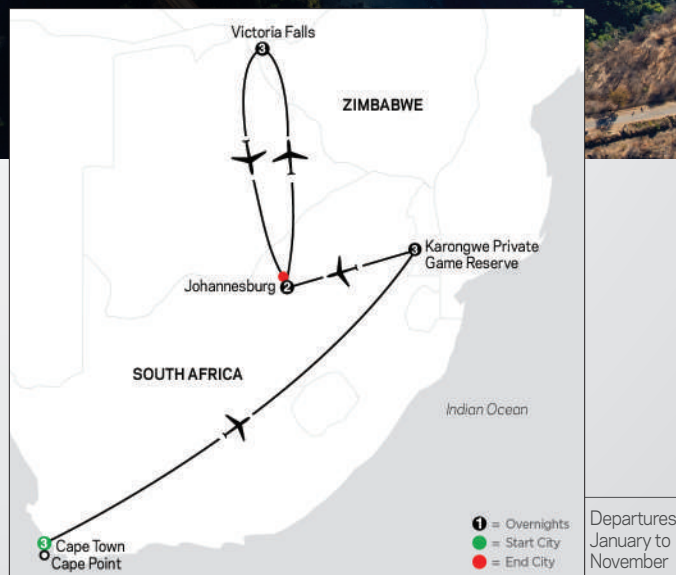 Victoria Falls
3
ZIMBABWE
3 Karongwe Private
Game Reserve
Johannesburg 2
SOUTH AFRICA
Indian Ocean
3 Cape Town
Cape Point
1 = Overnights
= Start City
= End City
Departures
January to
November